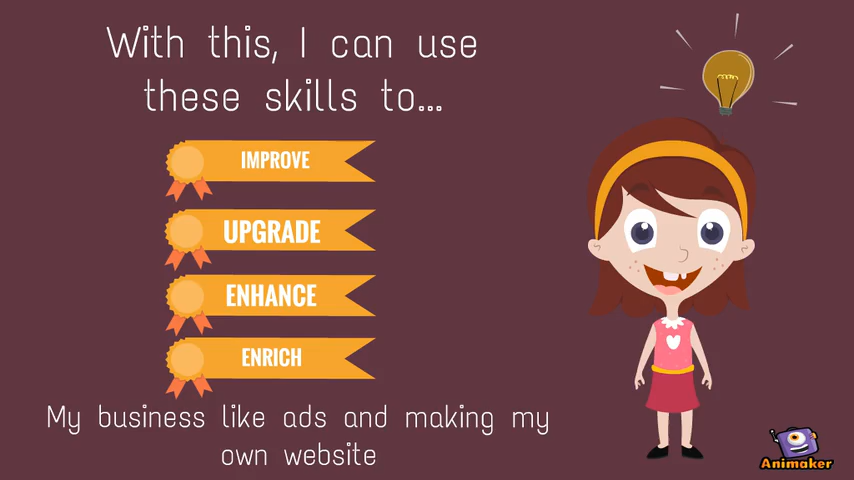 With this, I can use
these skills to...
IMPROVE
UPGRADE
ENHANCE
ENRICH
My business like ads and making my
own website
Animaker